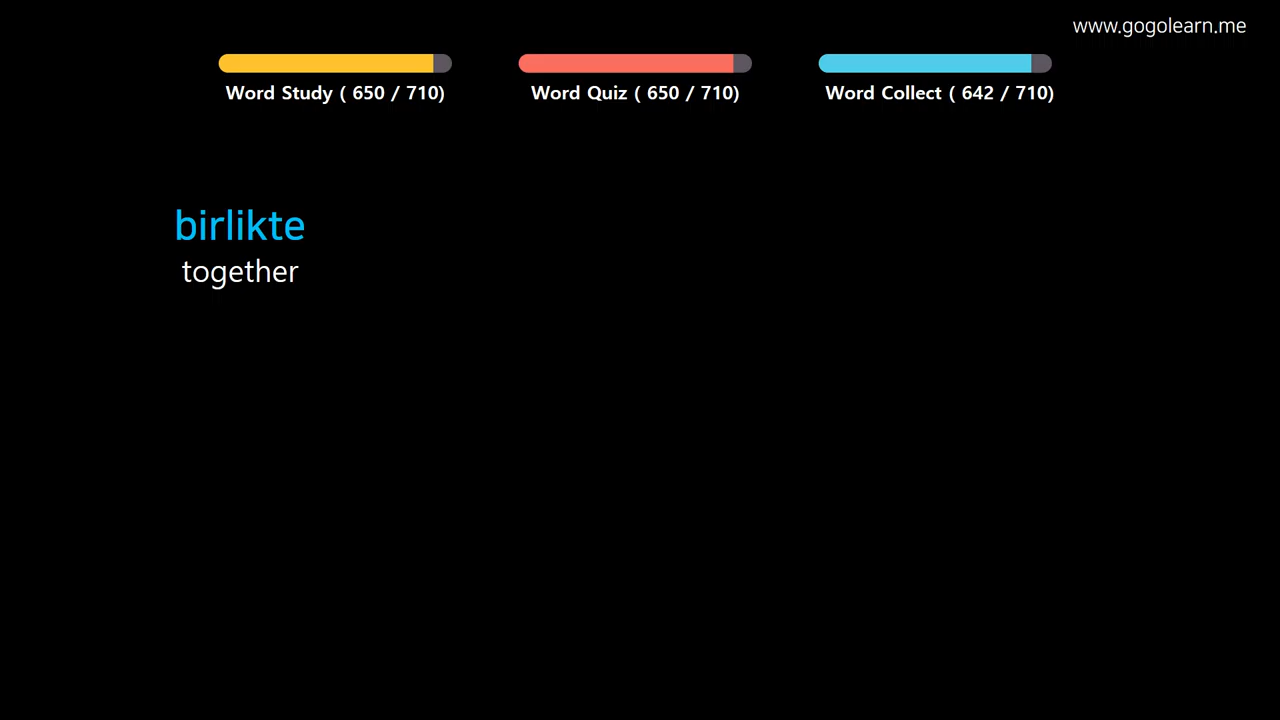 www.gogolearn.me
Word Study ( 650 / 710)
Word Quiz ( 650 / 710)
Word Collect ( 642 / 710)
birlikte
together